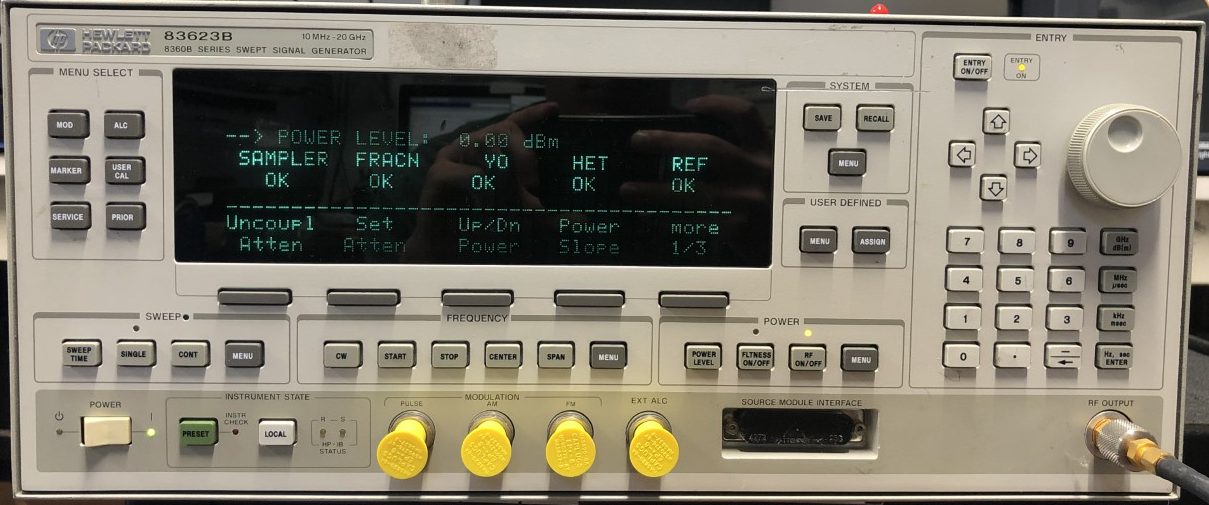 hp HEWLETT
PACKARD
83623B
10 MHz - 20 GHz
8360B SERIES SWEPT SIGNAL GENERATOR
MENU SELECT
MOD
ALC
MARKER
USER
CAL
SERVICE
PRIOR
--> POWER LEVEL: 0.00 dBm
SAMPLER FRACN YO HET REF
OK OK OK OK OK
Uncoupl Set Up/Dn Power more
Atten Atten Power Slope 1/3
SYSTEM
SAVE
RECALL
MENU
USER DEFINED
MENU
ASSIGN
ENTRY
ENTRY
ON/OFF
ENTRY
ON
7 8 9 GHz
dB(m)
4 5 6 MHz
μsec
1 2 3 kHz
msec
0 . − Hz, sec
← ENTER
SWEEP
SWEEP
TIME
SINGLE
CONT
MENU
FREQUENCY
CW
START
STOP
CENTER
SPAN
MENU
POWER
POWER
LEVEL
FLTNESS
ON/OFF
RF
ON/OFF
MENU
POWER
INSTRUMENT STATE
PRESET
INSTR
CHECK
LOCAL
R S
HP-IB
STATUS
MODULATION
PULSE
AM
FM
EXT ALC
SOURCE MODULE INTERFACE
RF OUTPUT